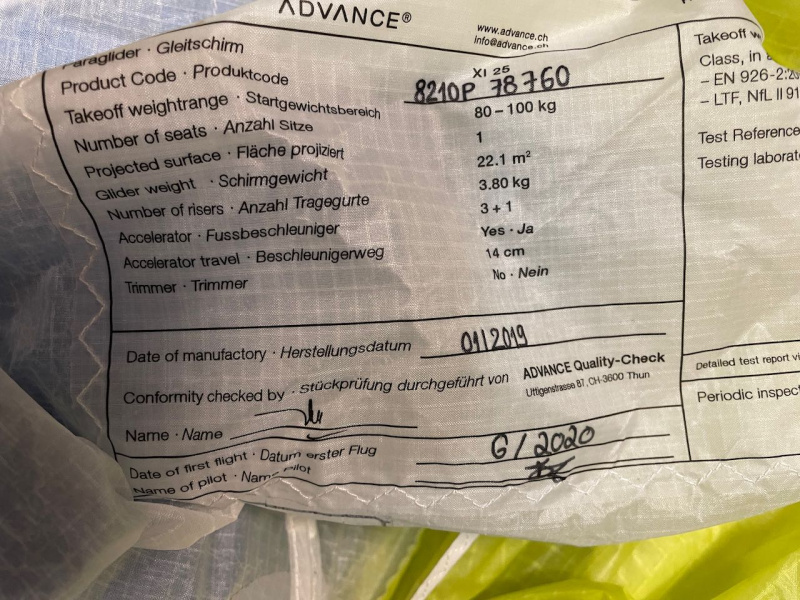 ADVANCE®
www.advance.ch
info@advance.ch
Paraglider · Gleitschirm XI 25
Product Code · Produktcode 8210P 78760
Takeoff weightrange · Startgewichtsbereich 80 – 100 kg
Number of seats · Anzahl Sitze 1
Projected surface · Fläche projiziert 22.1 m²
Glider weight · Schirmgewicht 3.80 kg
Number of risers · Anzahl Tragegurte 3 + 1
Accelerator · Fussbeschleuniger Yes · Ja
Accelerator travel · Beschleunigerweg 14 cm
Trimmer · Trimmer No · Nein
Date of manufactory · Herstellungsdatum 01 | 2019
Conformity checked by · Stückprüfung durchgeführt von ADVANCE Quality-Check
Uttigenstrasse 87, CH-3600 Thun
Name · Name
Date of first flight · Datum erster Flug 6 / 2020
Name of pilot · Name Pilot
Takeoff
Class, in
– EN 926-2:20
– LTF, NfL II 91
Test Reference
Testing laborat
Detailed test report vi
Periodic inspec